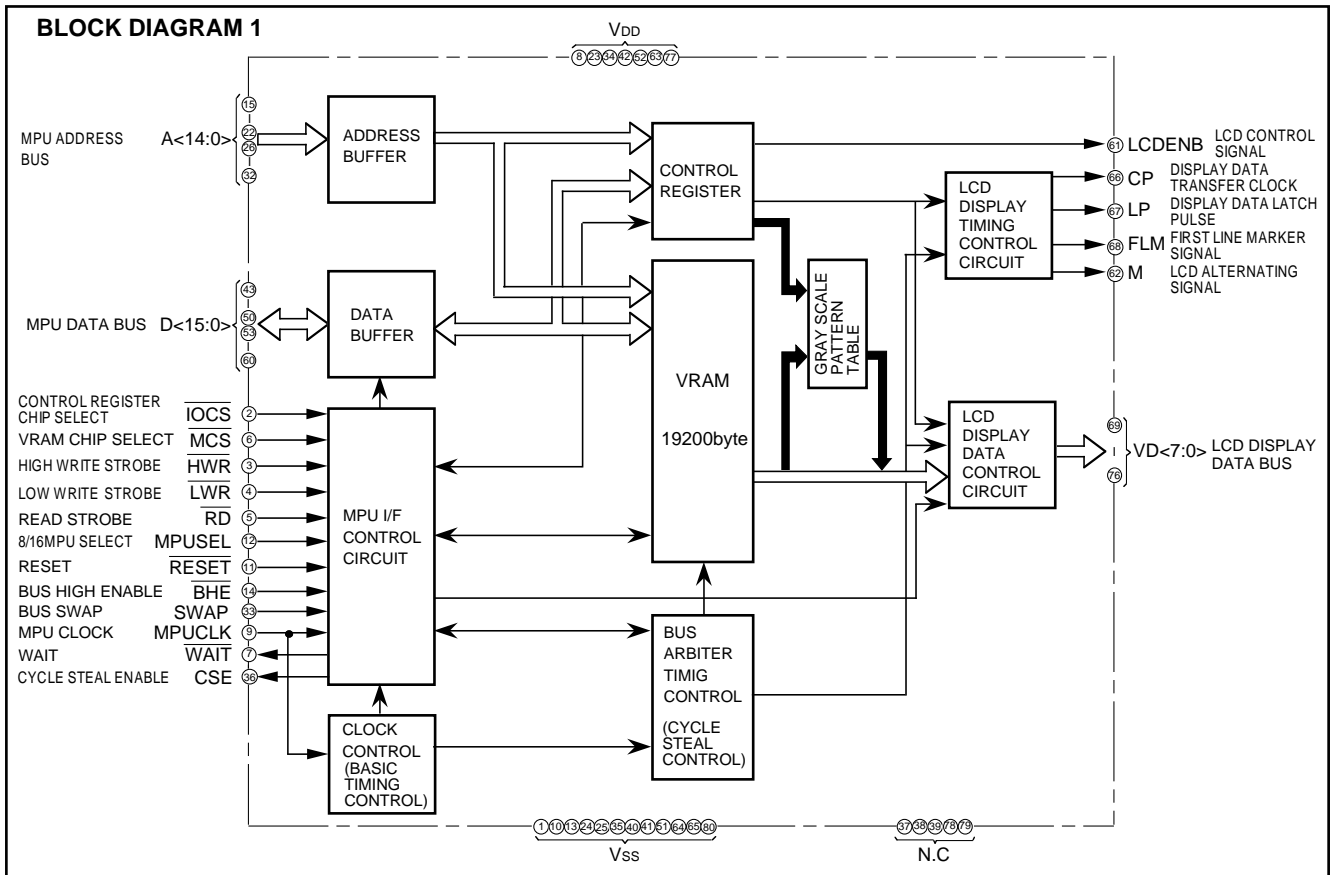 BLOCK DIAGRAM 1
VDD
8 23 34 42 52 63 77
MPU ADDRESS
BUS
A<14:0>
15
22
26
32
ADDRESS
BUFFER
CONTROL
REGISTER
61 LCDENB LCD CONTROL
SIGNAL
LCD
DISPLAY
TIMING
CONTROL
CIRCUIT
66 CP DISPLAY DATA
TRANSFER CLOCK
67 LP DISPLAY DATA LATCH
PULSE
68 FLM FIRST LINE MARKER
SIGNAL
62 M LCD ALTERNATING
SIGNAL
MPU DATA BUS D<15:0>
43
50
53
60
DATA
BUFFER
VRAM
19200byte
GRAY SCALE
PATTERN
TABLE
LCD
DISPLAY
DATA
CONTROL
CIRCUIT
69
76
VD<7:0> LCD DISPLAY
DATA BUS
CONTROL REGISTER
CHIP SELECT
IOCS 2
VRAM CHIP SELECT MCS 6
HIGH WRITE STROBE HWR 3
LOW WRITE STROBE LWR 4
READ STROBE RD 5
8/16MPU SELECT MPUSEL 12
RESET RESET 11
BUS HIGH ENABLE BHE 14
BUS SWAP SWAP 33
MPU CLOCK MPUCLK 9
WAIT WAIT 7
CYCLE STEAL ENABLE CSE 36
MPU I/F
CONTROL
CIRCUIT
CLOCK
CONTROL
(BASIC
TIMING
CONTROL)
BUS
ARBITER
TIMIG
CONTROL
(CYCLE
STEAL
CONTROL)
1 10 13 24 25 35 40 41 51 64 65 80
VSS
37 38 39 78 79
N.C